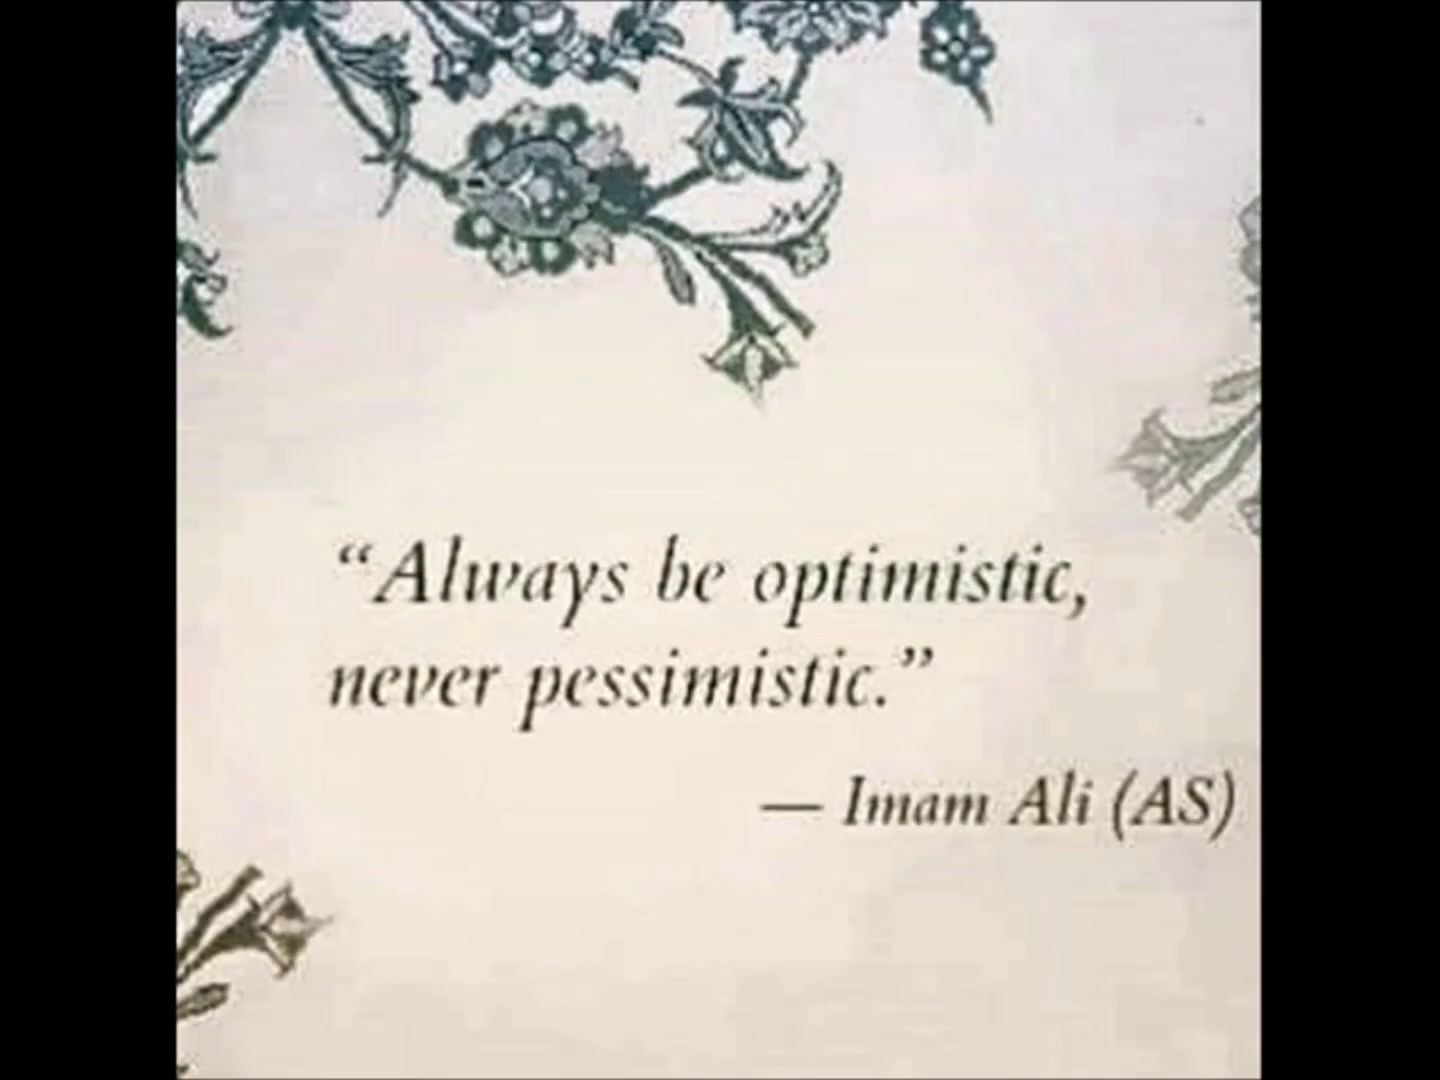 “Always be optimistic,
never pessimistic.”
— Imam Ali (AS)